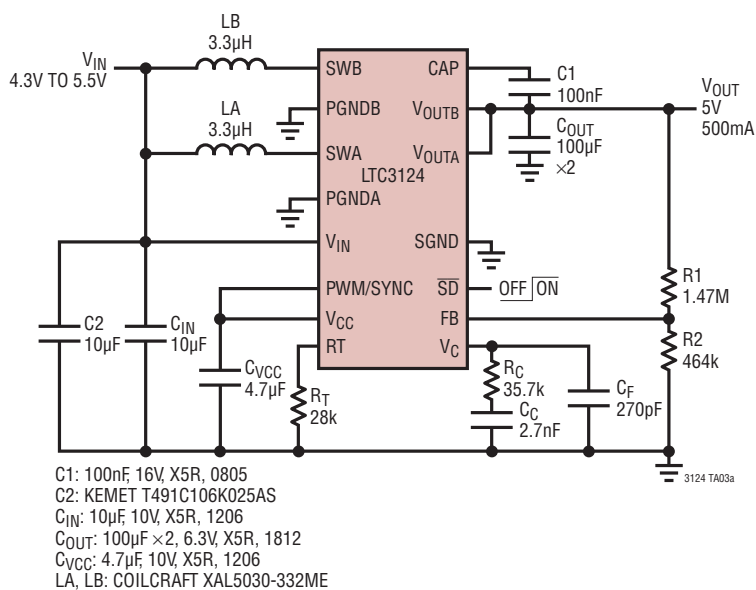 LB
3.3µH
VIN
4.3V TO 5.5V
LA
3.3µH
SWB
PGNDB
SWA
PGNDA
VIN
PWM/SYNC
VCC
RT
LTC3124
CAP
VOUTB
VOUTA
SGND
SD
FB
VC
C1
100nF
VOUT
5V
500mA
COUT
100µF
×2
OFF ON
R1
1.47M
R2
464k
C2
10µF
CIN
10µF
CVCC
4.7µF
RT
28k
RC
35.7k
CC
2.7nF
CF
270pF
3124 TA03a
C1: 100nF, 16V, X5R, 0805
C2: KEMET T491C106K025AS
CIN: 10µF, 10V, X5R, 1206
COUT: 100µF ×2, 6.3V, X5R, 1812
CVCC: 4.7µF, 10V, X5R, 1206
LA, LB: COILCRAFT XAL5030-332ME